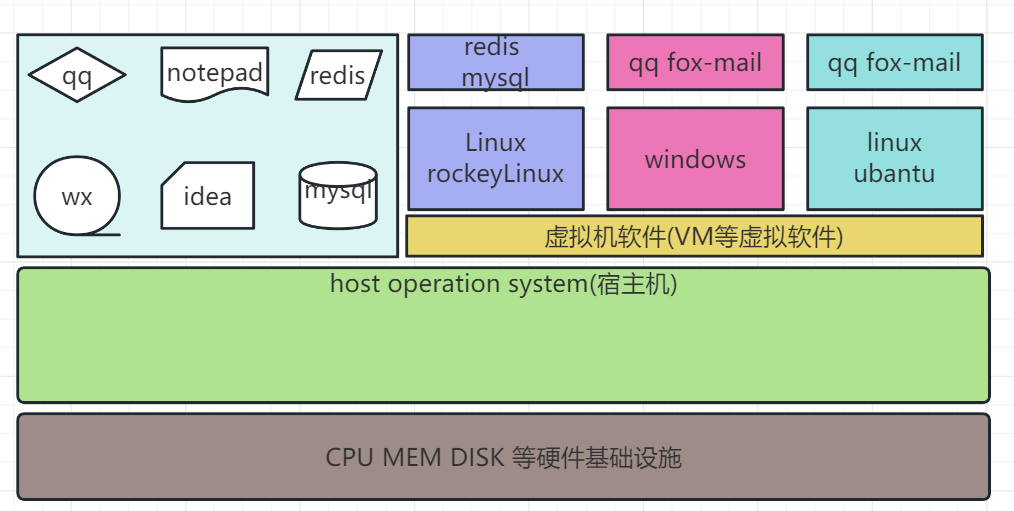 qq
notepad
redis
wx
idea
mysql
redis
mysql
qq fox-mail
qq fox-mail
Linux
rockeyLinux
windows
linux
ubantu
虚拟机软件(VM等虚拟软件)
host operation system(宿主机)
CPU MEM DISK 等硬件基础设施